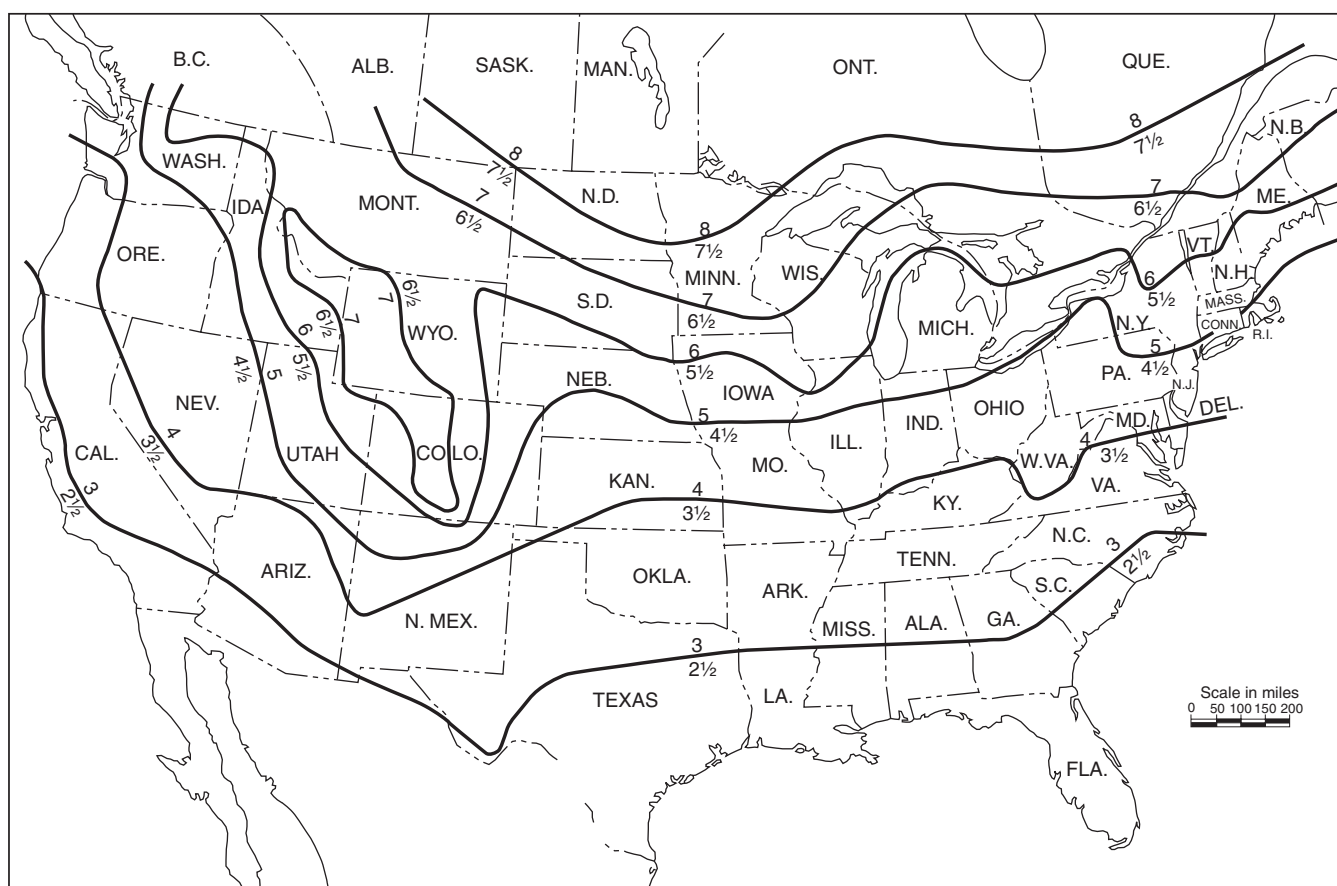 B.C.
ALB.
SASK.
MAN.
ONT.
QUE.
8
7½
N.B.
WASH.
8
7½
IDA
MONT.
7
6½
N.D.
7
6½
ME.
ORE.
8
7½
VT.
MINN.
WIS.
N.H
6
5½
6½
7
S.D.
7
6½
MASS.
6½
7
6
WYO.
MICH.
N.Y.
CONN.
R.I.
4½
5
5½
6
5½
5
4½
NEB.
IOWA
PA.
N.J.
NEV.
OHIO
DEL.
4
3½
5
4½
IND.
MD.
CAL.
UTAH
COLO.
ILL.
4
3½
MO.
W.VA.
KAN.
VA.
3
2½
4
3½
KY.
N.C.
3
2½
TENN.
ARIZ.
OKLA.
ARK.
S.C.
N. MEX.
MISS.
ALA.
GA.
3
2½
TEXAS
LA.
Scale in miles
0 50 100 150 200
FLA.